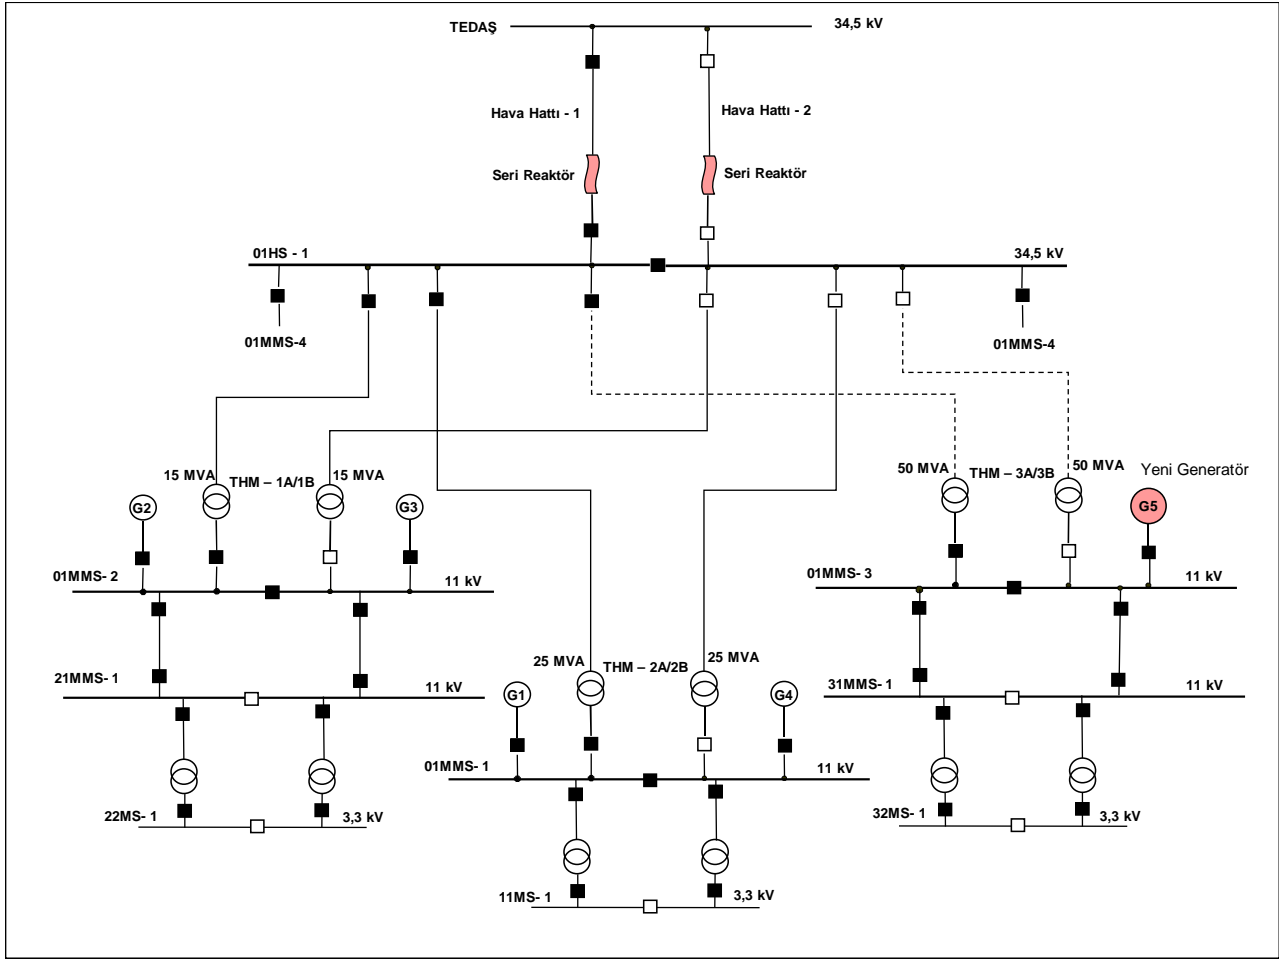 TEDAŞ
34,5 kV
Hava Hattı - 1
Hava Hattı - 2
Seri Reaktör
Seri Reaktör
01HS - 1
34,5 kV
01MMS-4
01MMS-4
15 MVA
THM – 1A/1B
15 MVA
50 MVA
THM – 3A/3B
50 MVA
Yeni Generatör
G2
G3
G5
01MMS- 2
11 kV
01MMS- 3
11 kV
25 MVA
THM – 2A/2B
25 MVA
21MMS- 1
11 kV
G1
G4
31MMS- 1
11 kV
01MMS- 1
11 kV
22MS- 1
3,3 kV
32MS- 1
3,3 kV
11MS- 1
3,3 kV